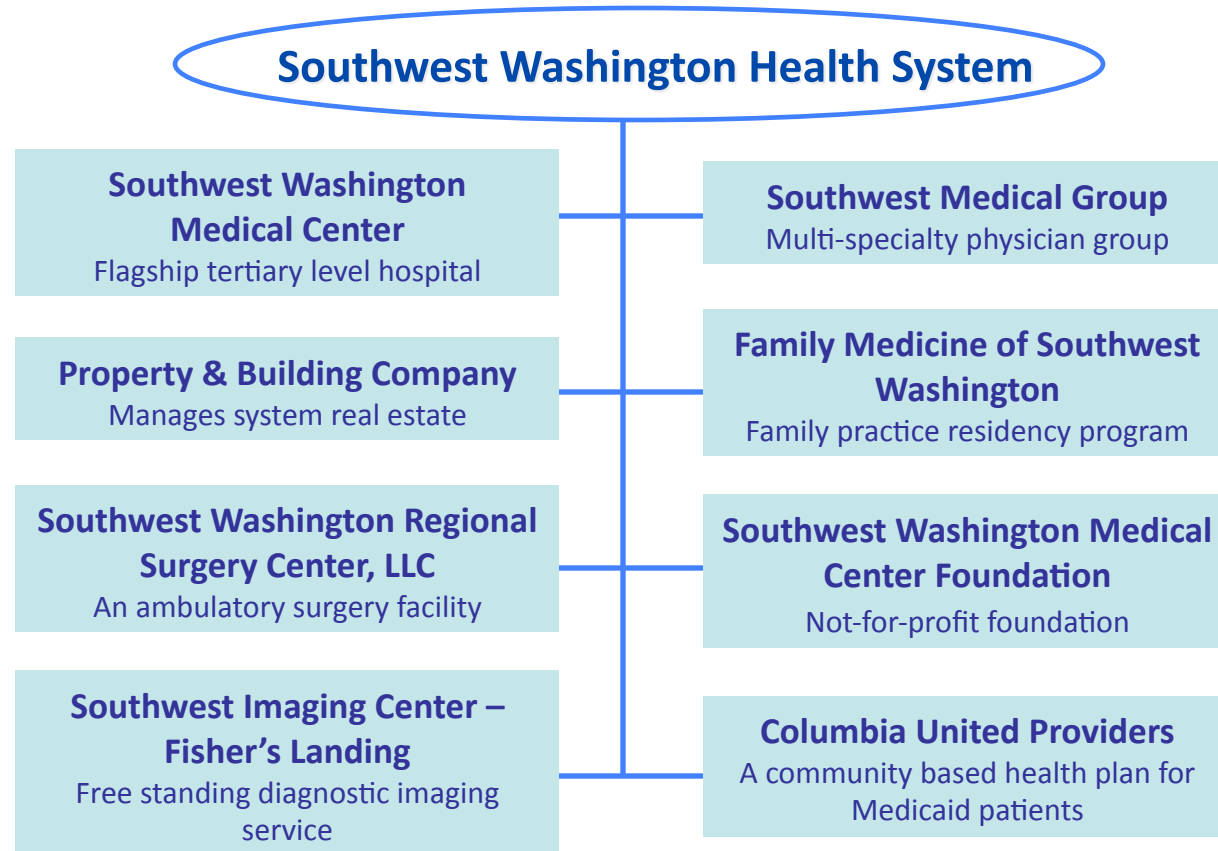 Southwest Washington Health System
Southwest Washington
Medical Center
Flagship tertiary level hospital
Southwest Medical Group
Multi-specialty physician group
Property & Building Company
Manages system real estate
Family Medicine of Southwest
Washington
Family practice residency program
Southwest Washington Regional
Surgery Center, LLC
An ambulatory surgery facility
Southwest Washington Medical
Center Foundation
Not-for-profit foundation
Southwest Imaging Center –
Fisher’s Landing
Free standing diagnostic imaging
service
Columbia United Providers
A community based health plan for
Medicaid patients